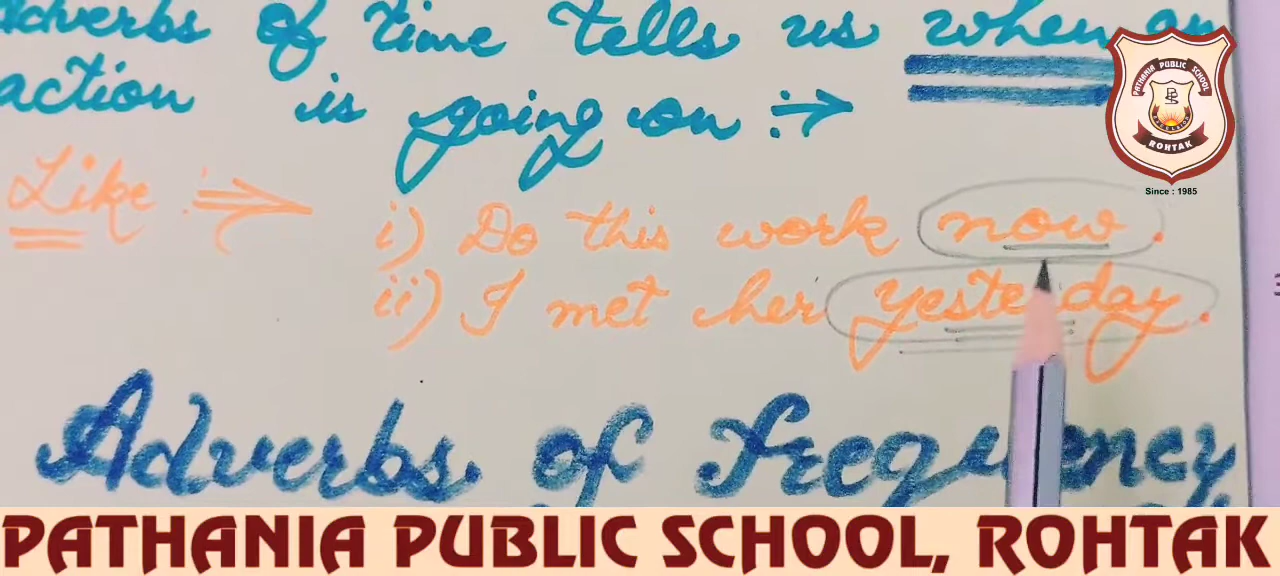 Adverbs of time tells us when an
action is going on :→
Like :⇒ i) Do this work now.
ii) I met her yesterday.
Adverbs of Frequency
PATHANIA PUBLIC SCHOOL
EXCELSIOR
ROHTAK
Since : 1985
PATHANIA PUBLIC SCHOOL, ROHTAK